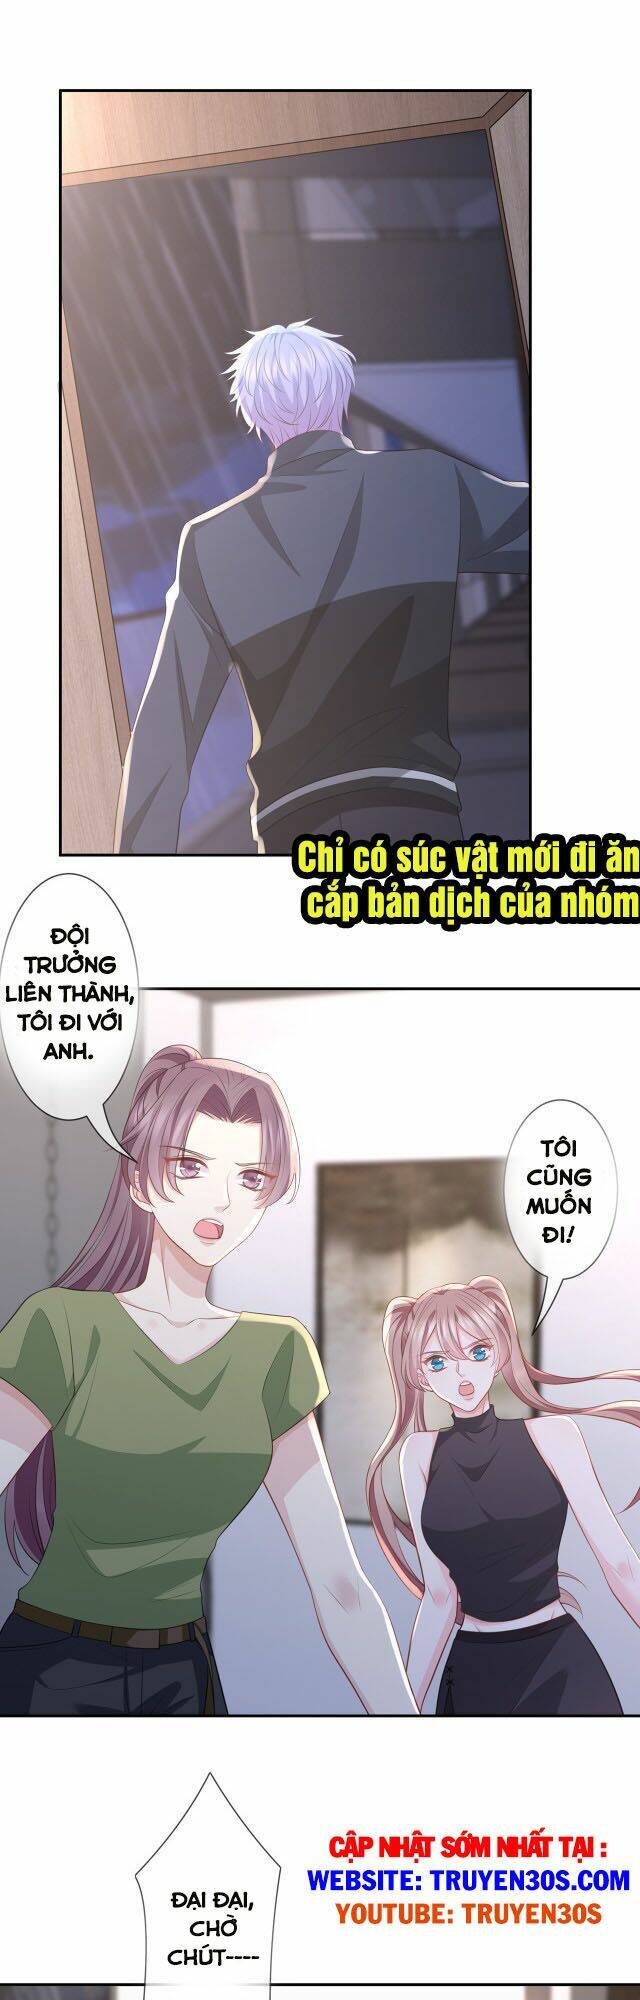 Chỉ có súc vật mới đi ăn
cắp bản dịch của nhóm
ĐỘI
TRƯỞNG
LIÊN THÀNH,
TÔI ĐI VỚI
ANH.
TÔI
CŨNG
MUỐN
ĐI!
CẬP NHẬT SỚM NHẤT TẠI :
WEBSITE: TRUYEN30S.COM
YOUTUBE: TRUYEN30S
ĐẠI ĐẠI,
CHỜ
CHÚT----